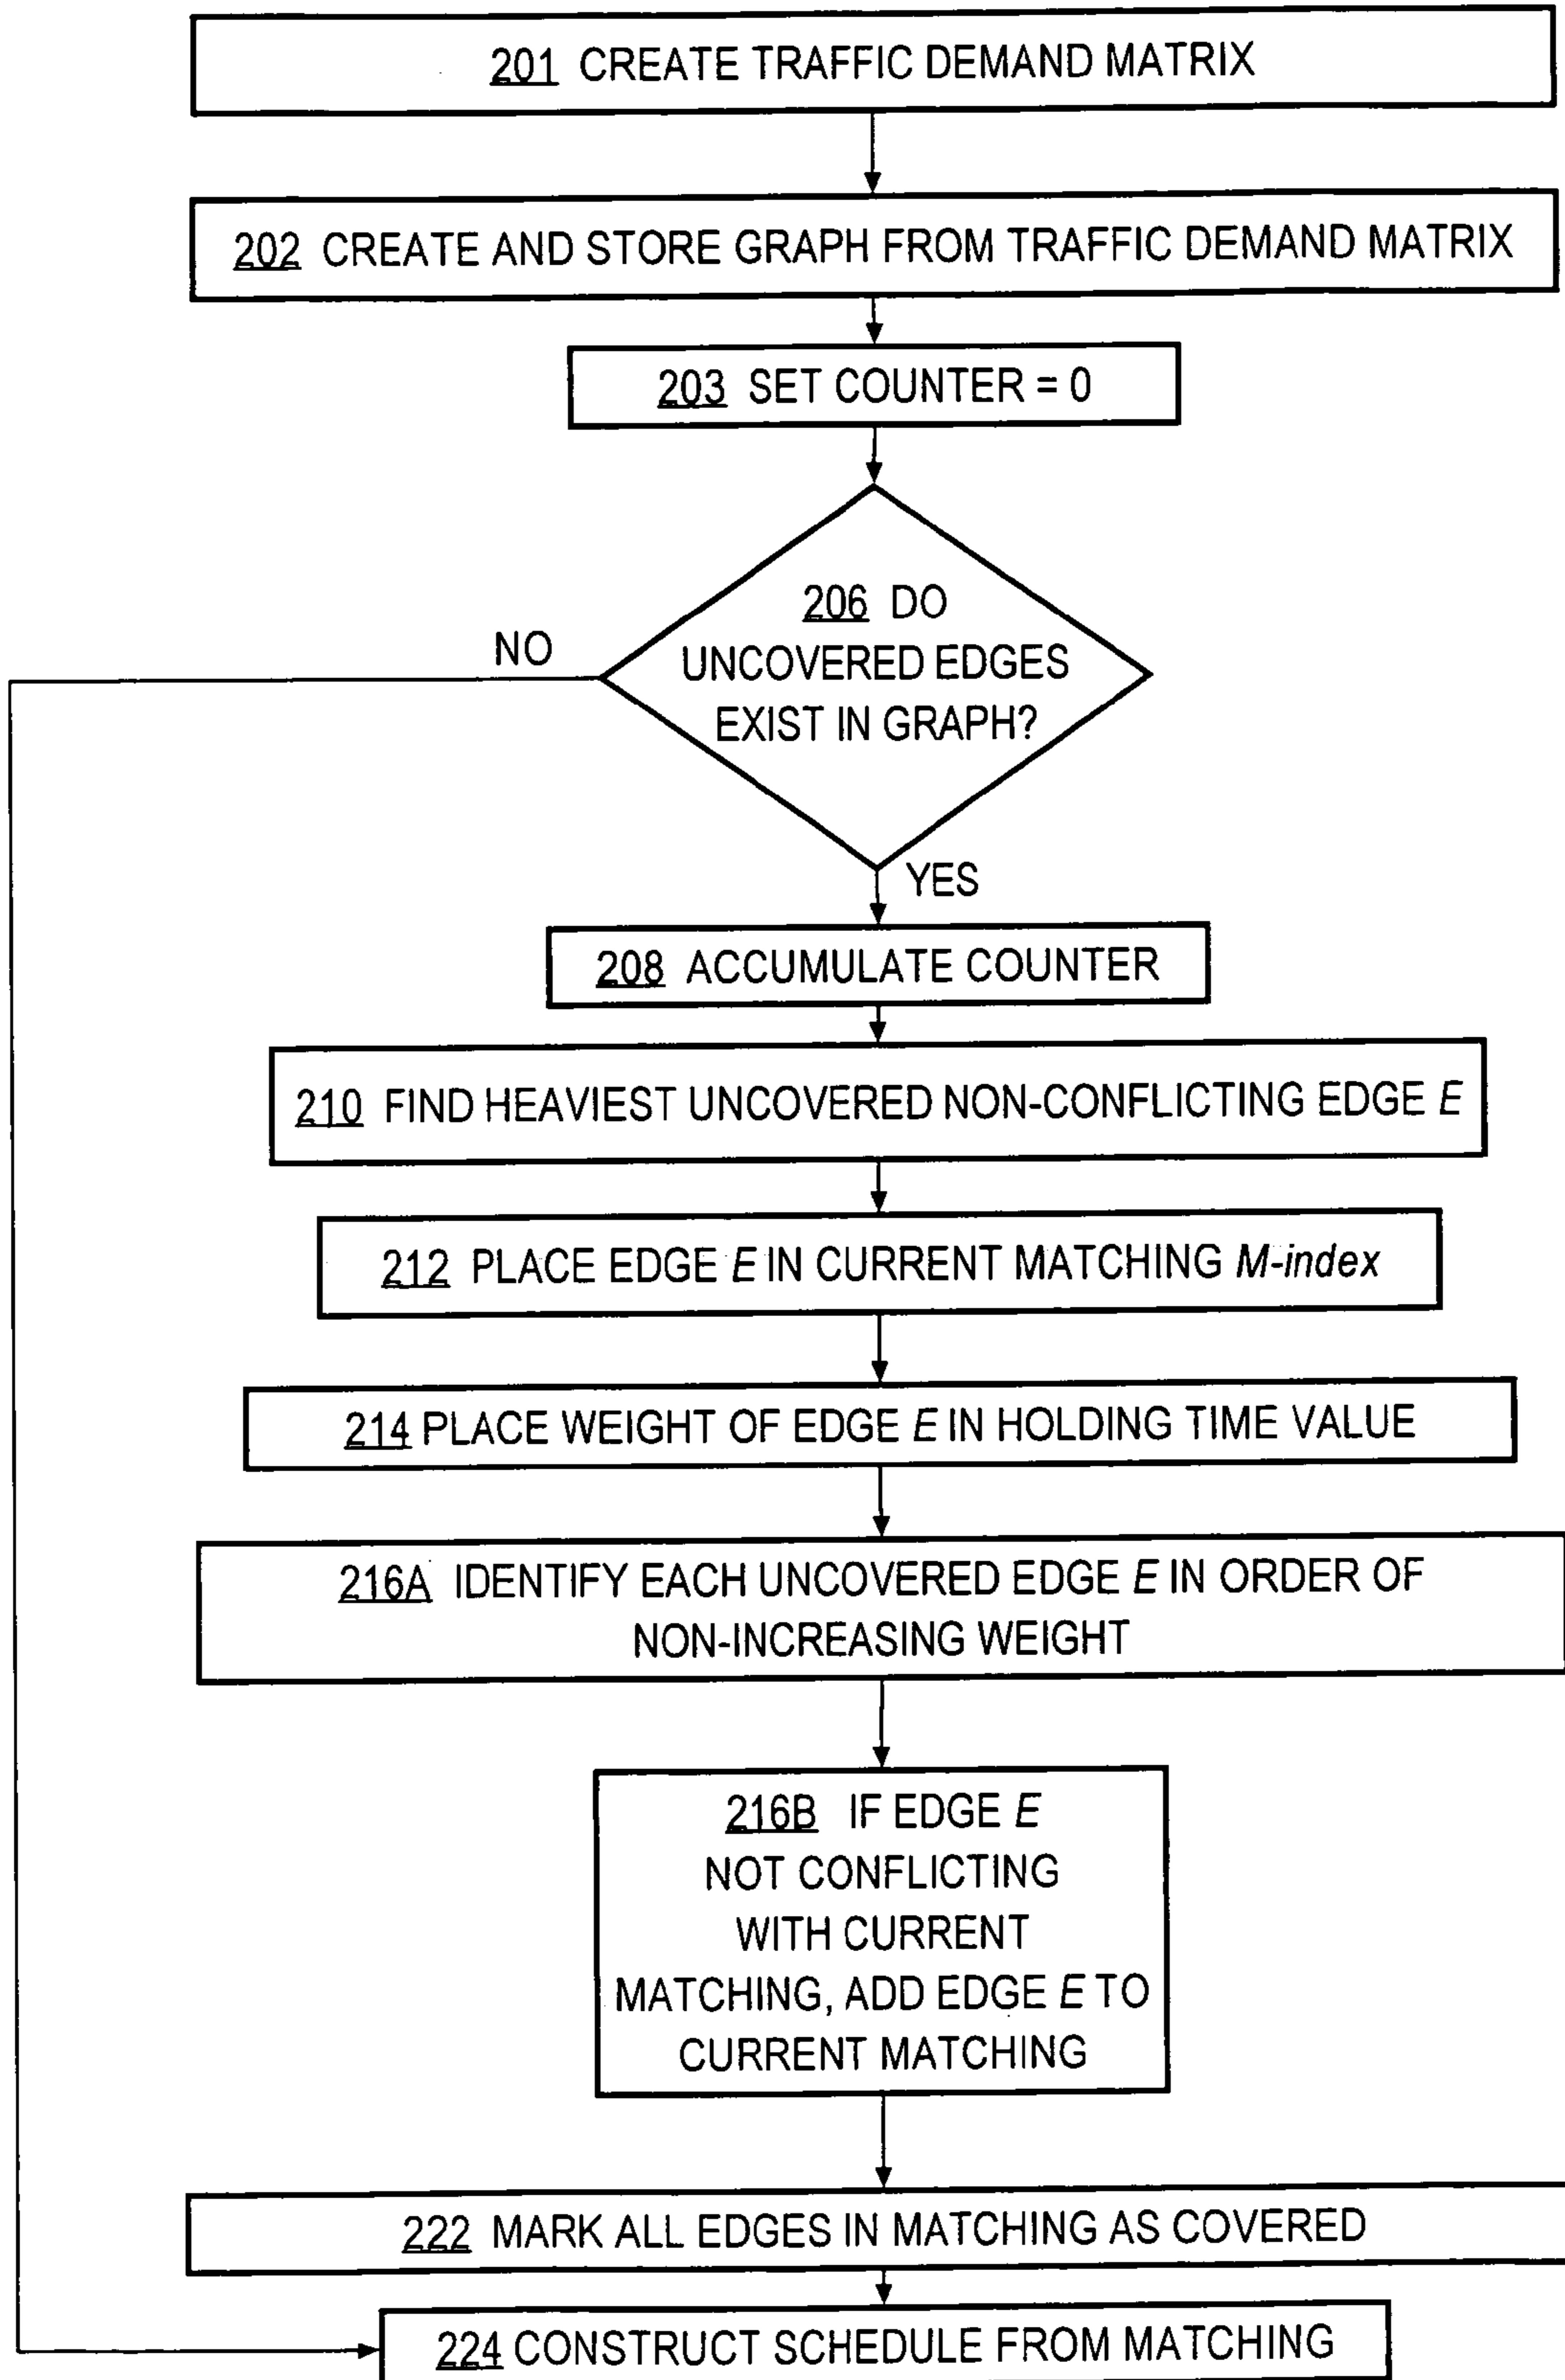 201 CREATE TRAFFIC DEMAND MATRIX
202 CREATE AND STORE GRAPH FROM TRAFFIC DEMAND MATRIX
203 SET COUNTER = 0
206 DO
UNCOVERED EDGES
EXIST IN GRAPH?
NO
YES
208 ACCUMULATE COUNTER
210 FIND HEAVIEST UNCOVERED NON-CONFLICTING EDGE E
212 PLACE EDGE E IN CURRENT MATCHING M-index
214 PLACE WEIGHT OF EDGE E IN HOLDING TIME VALUE
216A IDENTIFY EACH UNCOVERED EDGE E IN ORDER OF
NON-INCREASING WEIGHT
216B IF EDGE E
NOT CONFLICTING
WITH CURRENT
MATCHING, ADD EDGE E TO
CURRENT MATCHING
222 MARK ALL EDGES IN MATCHING AS COVERED
224 CONSTRUCT SCHEDULE FROM MATCHING